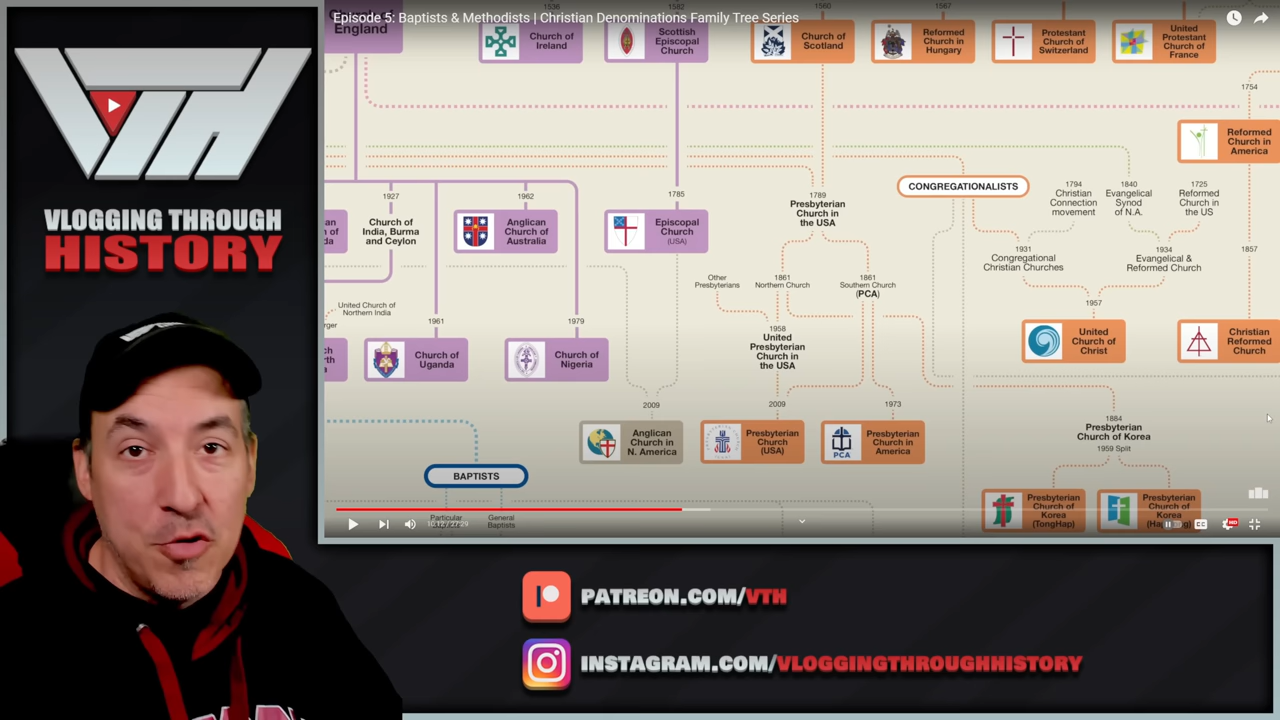 Episode 5: Baptists & Methodists | Christian Denominations Family Tree Series
VTH
VLOGGING THROUGH
HISTORY
England
1536
Church of
Ireland
1582
Scottish
Episcopal
Church
1560
Church of
Scotland
1567
Reformed
Church in
Hungary
Protestant
Church of
Switzerland
United
Protestant
Church of
France
1754
Reformed
Church in
America
1927
Church of
India, Burma
and Ceylon
1962
Anglican
Church of
Australia
1785
Episcopal
Church
(USA)
1789
Presbyterian
Church in
the USA
CONGREGATIONALISTS
1794
Christian
Connection
movement
1840
Evangelical
Synod
of N.A.
1725
Reformed
Church in
the US
1931
Congregational
Christian Churches
1934
Evangelical &
Reformed Church
1857
Other
Presbyterians
1861
Northern Church
1861
Southern Church
(PCA)
United Church of
Northern India
1961
Church of
Uganda
1979
Church of
Nigeria
1958
United
Presbyterian
Church in
the USA
1957
United
Church of
Christ
Christian
Reformed
Church
2009
Anglican
Church in
N. America
2009
Presbyterian
Church
(USA)
1973
PCA
Presbyterian
Church in
America
1884
Presbyterian
Church of Korea
1959 Split
Presbyterian
Church of
Korea
(TongHap)
Presbyterian
Church of
Korea
BAPTISTS
Particular
Baptists
General
Baptists
CC
HD
PATREON.COM/VTH
INSTAGRAM.COM/VLOGGINGTHROUGHHISTORY